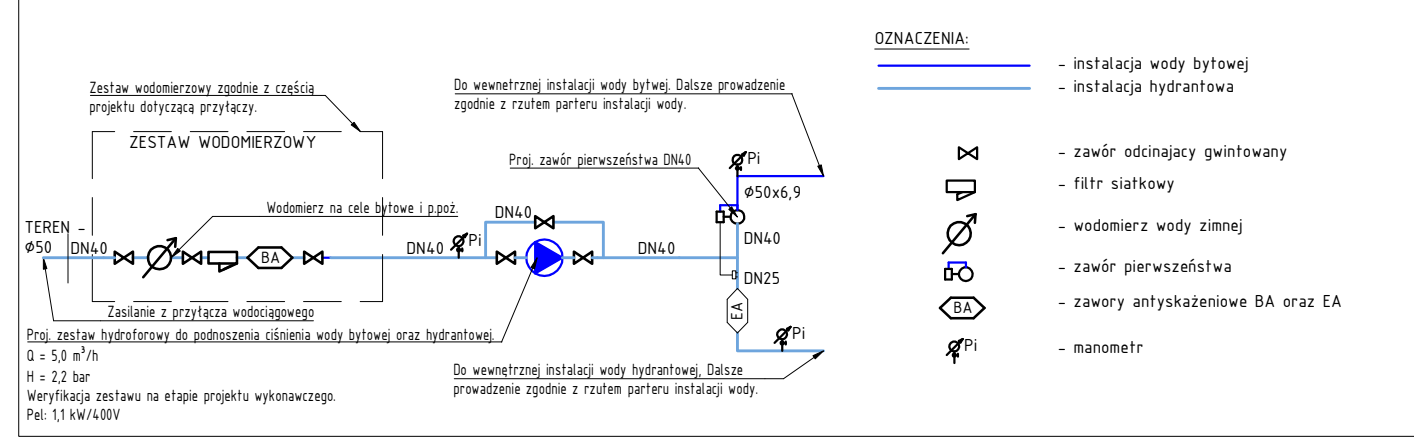 Zestaw wodomierzowy zgodnie z częścią
projektu dotyczącą przyłączy.
ZESTAW WODOMIERZOWY
Wodomierz na cele bytowe i p.poż.
TEREN -
Ø50
DN40
BA
DN40
Pi
DN40
DN40
Zasilanie z przyłącza wodociągowego
Proj. zestaw hydroforowy do podnoszenia ciśnienia wody bytowej oraz hydrantowej.
Q = 5,0 m³/h
H = 2,2 bar
Weryfikacja zestawu na etapie projektu wykonawczego.
Pel: 1,1 kW/400V
Do wewnetrznej instalacji wody bytwej. Dalsze prowadzenie
zgodnie z rzutem parteru instalacji wody.
Proj. zawór pierwszeństwa DN40
Pi
Ø50x6,9
DN40
DN25
EA
Pi
Do wewnętrznej instalacji wody hydrantowej, Dalsze
prowadzenie zgodnie z rzutem parteru instalacji wody.
OZNACZENIA:
- instalacja wody bytowej
- instalacja hydrantowa
- zawór odcinajacy gwintowany
- filtr siatkowy
- wodomierz wody zimnej
- zawór pierwszeństwa
BA - zawory antyskażeniowe BA oraz EA
Pi - manometr